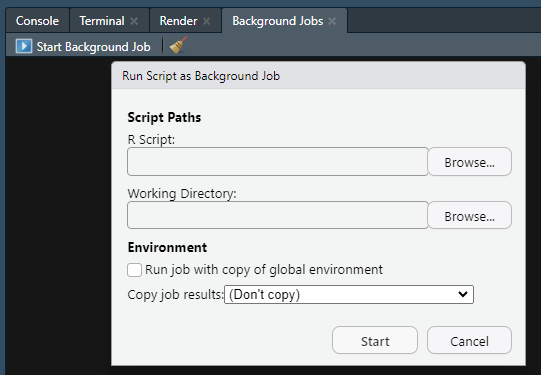 Console Terminal Render Background Jobs
Start Background Job
Run Script as Background Job
Script Paths
R Script:
Browse...
Working Directory:
Browse...
Environment
Run job with copy of global environment
Copy job results: (Don't copy)
Start Cancel